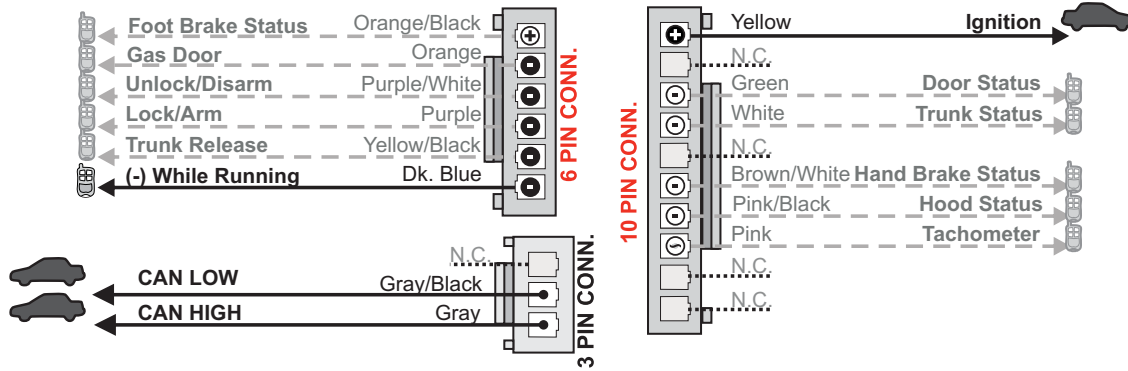 Foot Brake Status Orange/Black
Gas Door Orange
Unlock/Disarm Purple/White
Lock/Arm Purple
Trunk Release Yellow/Black
(-) While Running Dk. Blue
6 PIN CONN.
N.C.
CAN LOW Gray/Black
CAN HIGH Gray
3 PIN CONN.
10 PIN CONN.
Yellow Ignition
N.C.
Green Door Status
White Trunk Status
N.C.
Brown/White Hand Brake Status
Pink/Black Hood Status
Pink Tachometer
N.C.
N.C.